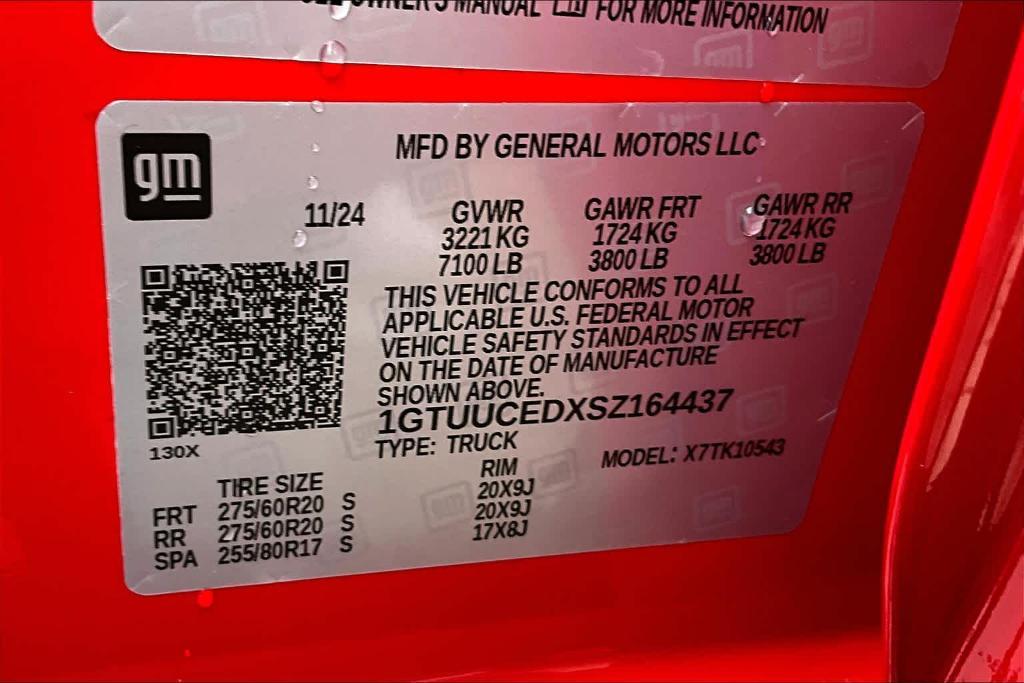 OWNER'S MANUAL FOR MORE INFORMATION
gm
MFD BY GENERAL MOTORS LLC
11/24 GVWR GAWR FRT GAWR RR
3221 KG 1724 KG 1724 KG
7100 LB 3800 LB 3800 LB
THIS VEHICLE CONFORMS TO ALL
APPLICABLE U.S. FEDERAL MOTOR
VEHICLE SAFETY STANDARDS IN EFFECT
ON THE DATE OF MANUFACTURE
SHOWN ABOVE.
1GTUUCEDXSZ164437
130X
TYPE: TRUCK MODEL: X7TK10543
TIRE SIZE RIM
FRT 275/60R20 S 20X9J
RR 275/60R20 S 20X9J
SPA 255/80R17 S 17X8J